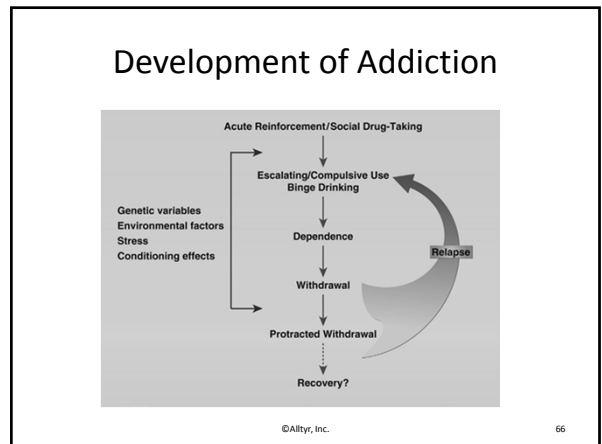 Development of Addiction
Acute Reinforcement/Social Drug-Taking
Escalating/Compulsive Use
Binge Drinking
Genetic variables
Environmental factors
Stress
Conditioning effects
Dependence
Relapse
Withdrawal
Protracted Withdrawal
Recovery?
©Alltyr, Inc.
66